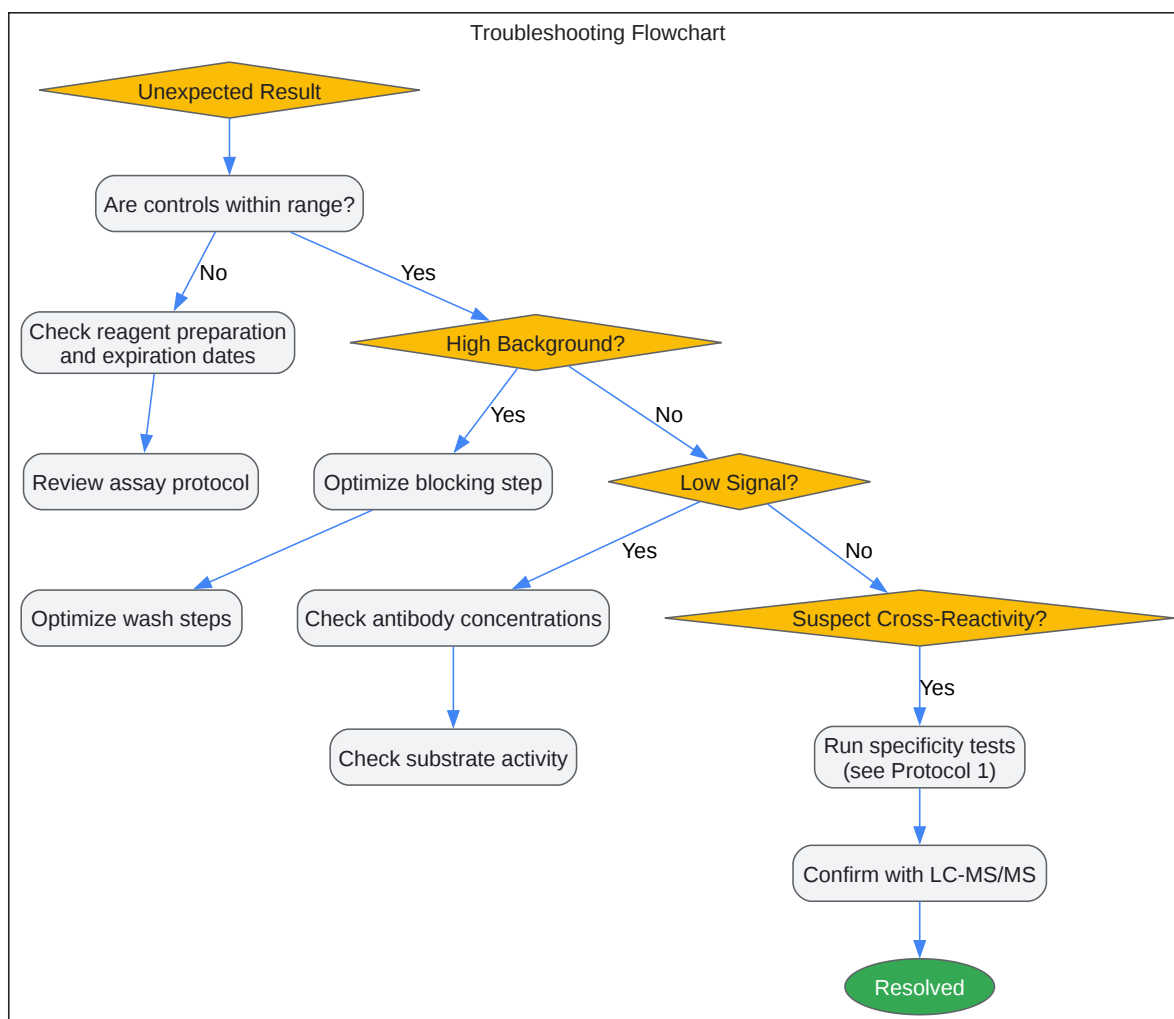 Troubleshooting Flowchart
Unexpected Result
Are controls within range?
No
Yes
Check reagent preparation
and expiration dates
High Background?
Yes
No
Review assay protocol
Optimize blocking step
Low Signal?
Yes
No
Optimize wash steps
Check antibody concentrations
Suspect Cross-Reactivity?
Yes
Check substrate activity
Run specificity tests
(see Protocol 1)
Confirm with LC-MS/MS
Resolved